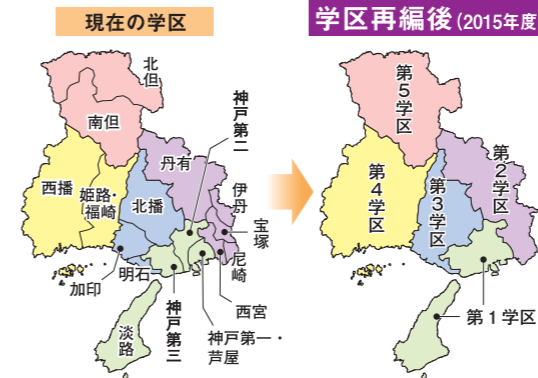 現在の学区
学区再編後(2015年度
北但
南但
神戸第二
丹有
西播
姫路・
福崎
北播
伊丹
宝塚
尼崎
西宮
加印
明石
神戸第三
神戸第一・
芦屋
淡路
第5学区
第4学区
第3学区
第2学区
第1学区